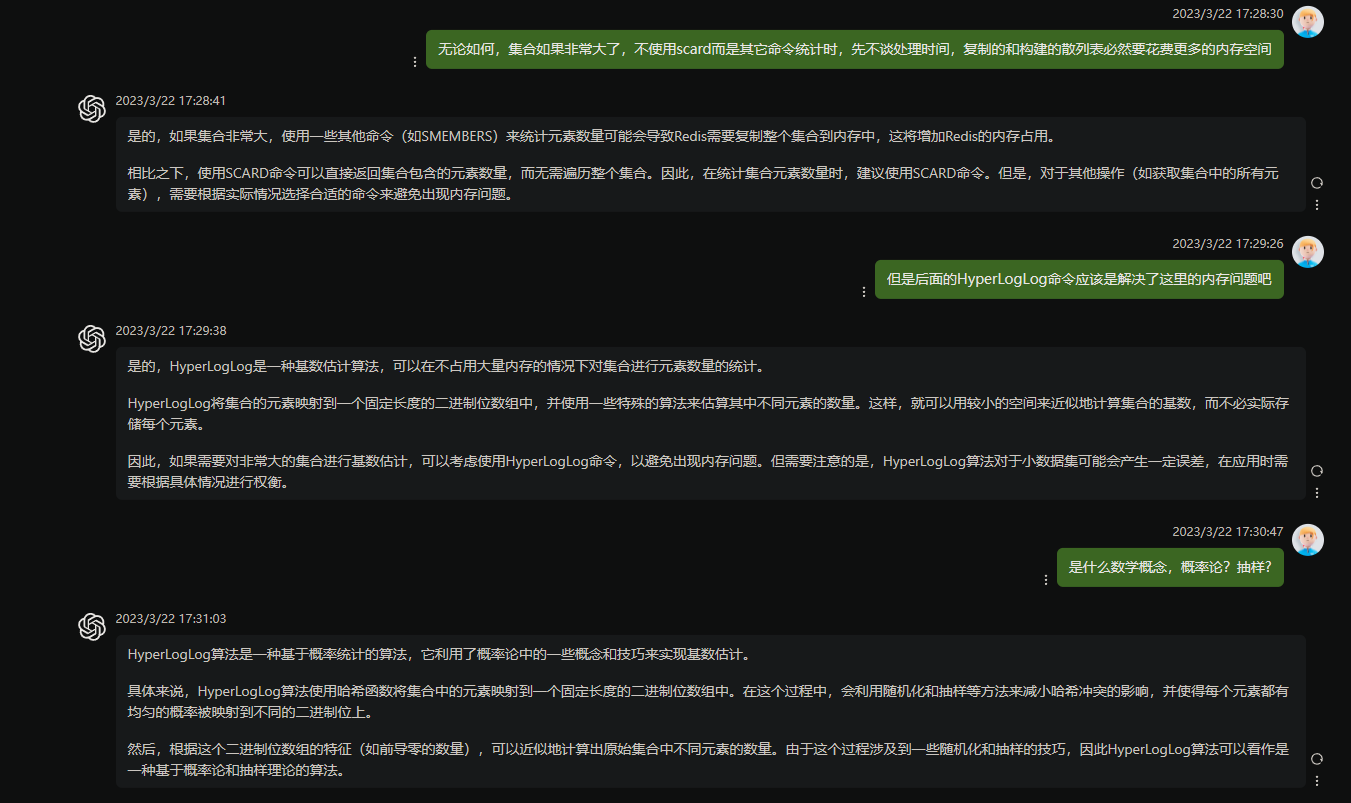 2023/3/22 17:28:30
无论如何，集合如果非常大了，不使用scard而是其它命令统计时，先不谈处理时间，复制的和构建的散列表必然要花费更多的内存空间
2023/3/22 17:28:41
是的，如果集合非常大，使用一些其他命令（如SMEMBERS）来统计元素数量可能会导致Redis需要复制整个集合到内存中，这将增加Redis的内存占用。
相比之下，使用SCARD命令可以直接返回集合包含的元素数量，而无需遍历整个集合。因此，在统计集合元素数量时，建议使用SCARD命令。但是，对于其他操作（如获取集合中的所有元
素），需要根据实际情况选择合适的命令来避免出现内存问题。
2023/3/22 17:29:26
但是后面的HyperLogLog命令应该是解决了这里的内存问题吧
2023/3/22 17:29:38
是的，HyperLogLog是一种基数估计算法，可以在不占用大量内存的情况下对集合进行元素数量的统计。
HyperLogLog将集合的元素映射到一个固定长度的二进制位数组中，并使用一些特殊的算法来估算其中不同元素的数量。这样，就可以用较小的空间来近似地计算集合的基数，而不必实际存
储每个元素。
因此，如果需要对非常大的集合进行基数估计，可以考虑使用HyperLogLog命令，以避免出现内存问题。但需要注意的是，HyperLogLog算法对于小数据集可能会产生一定误差，在应用时需
要根据具体情况进行权衡。
2023/3/22 17:30:47
是什么数学概念，概率论？抽样?
2023/3/22 17:31:03
HyperLogLog算法是一种基于概率统计的算法，它利用了概率论中的一些概念和技巧来实现基数估计。
具体来说，HyperLogLog算法使用哈希函数将集合中的元素映射到一个固定长度的二进制位数组中。在这个过程中，会利用随机化和抽样等方法来减小哈希冲突的影响，并使得每个元素都有
均匀的概率被映射到不同的二进制位上。
然后，根据这个二进制位数组的特征（如前导零的数量），可以近似地计算出原始集合中不同元素的数量。由于这个过程涉及到一些随机化和抽样的技巧，因此HyperLogLog算法可以看作是
一种基于概率论和抽样理论的算法。